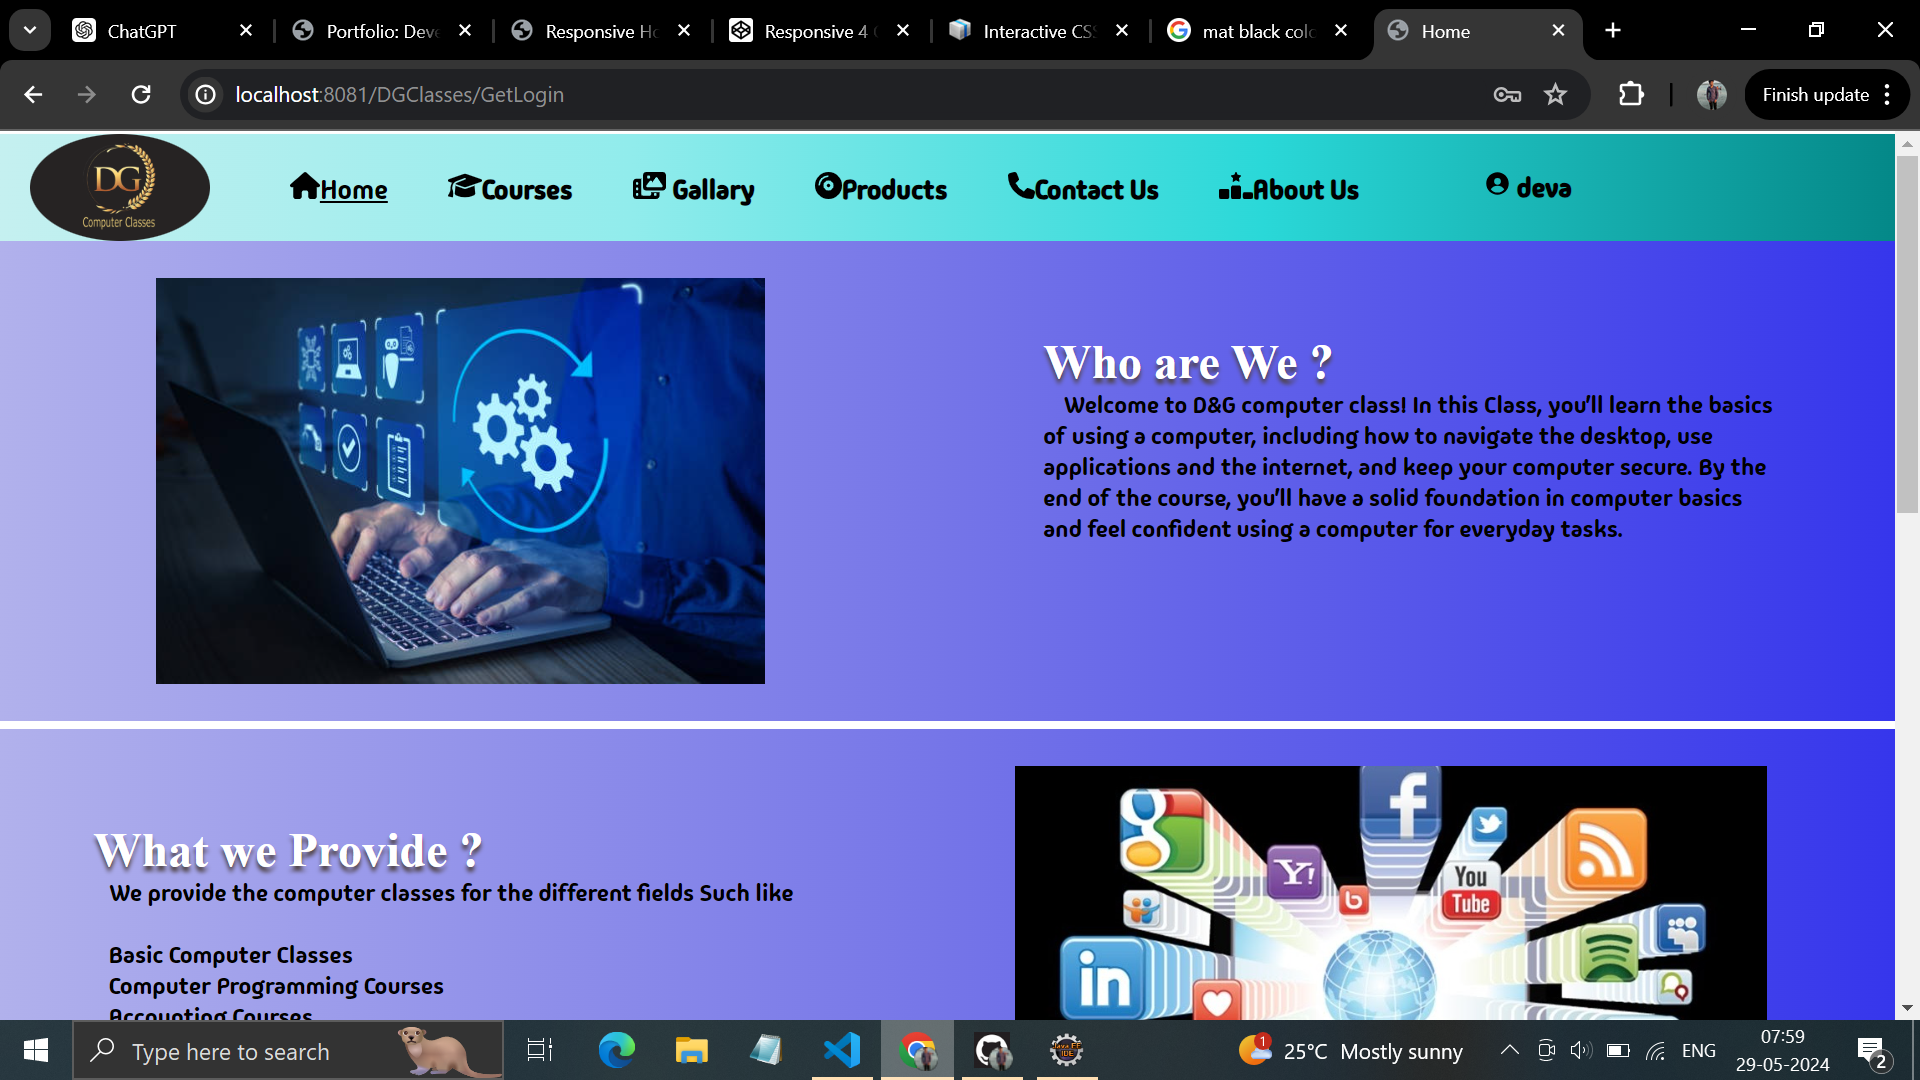 ChatGPT
Portfolio: Deve
Responsive Ho
Responsive 4 C
Interactive CSS
mat black colo
Home
localhost:8081/DGClasses/GetLogin
Finish update
DG
Computer Classes
Home
Courses
Gallary
Products
Contact Us
About Us
deva
Who are We ?
Welcome to D&G computer class! In this Class, you'll learn the basics
of using a computer, including how to navigate the desktop, use
applications and the internet, and keep your computer secure. By the
end of the course, you'll have a solid foundation in computer basics
and feel confident using a computer for everyday tasks.
What we Provide ?
We provide the computer classes for the different fields Such like
Basic Computer Classes
Computer Programming Courses
Accounting Courses
g
f
Y!
b
You
Tube
in
Type here to search
Java EE
IDE
1
25°C Mostly sunny
ENG
07:59
29-05-2024
2